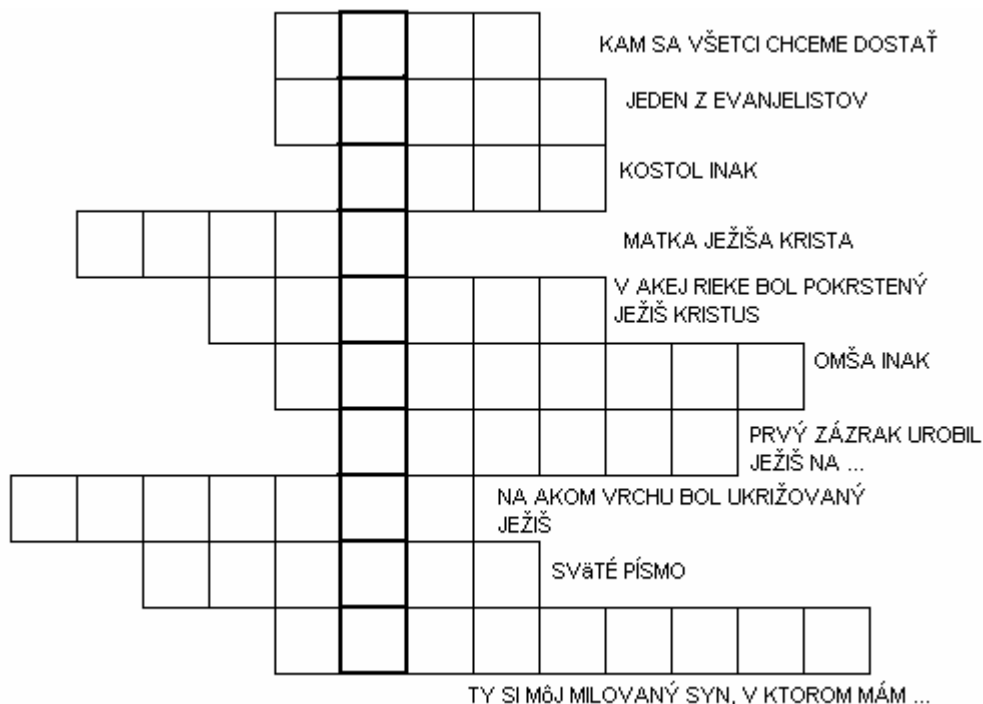 KAM SA VŠETCI CHCEME DOSTAŤ
JEDEN Z EVANJELISTOV
KOSTOL INAK
MATKA JEŽIŠA KRISTA
V AKEJ RIEKE BOL POKRSTENÝ
JEŽIŠ KRISTUS
OMŠA INAK
PRVÝ ZÁZRAK UROBIL
JEŽIŠ NA ...
NA AKOM VRCHU BOL UKRIŽOVANÝ
JEŽIŠ
SVäTÉ PÍSMO
TY SI MôJ MILOVANÝ SYN, V KTOROM MÁM ...